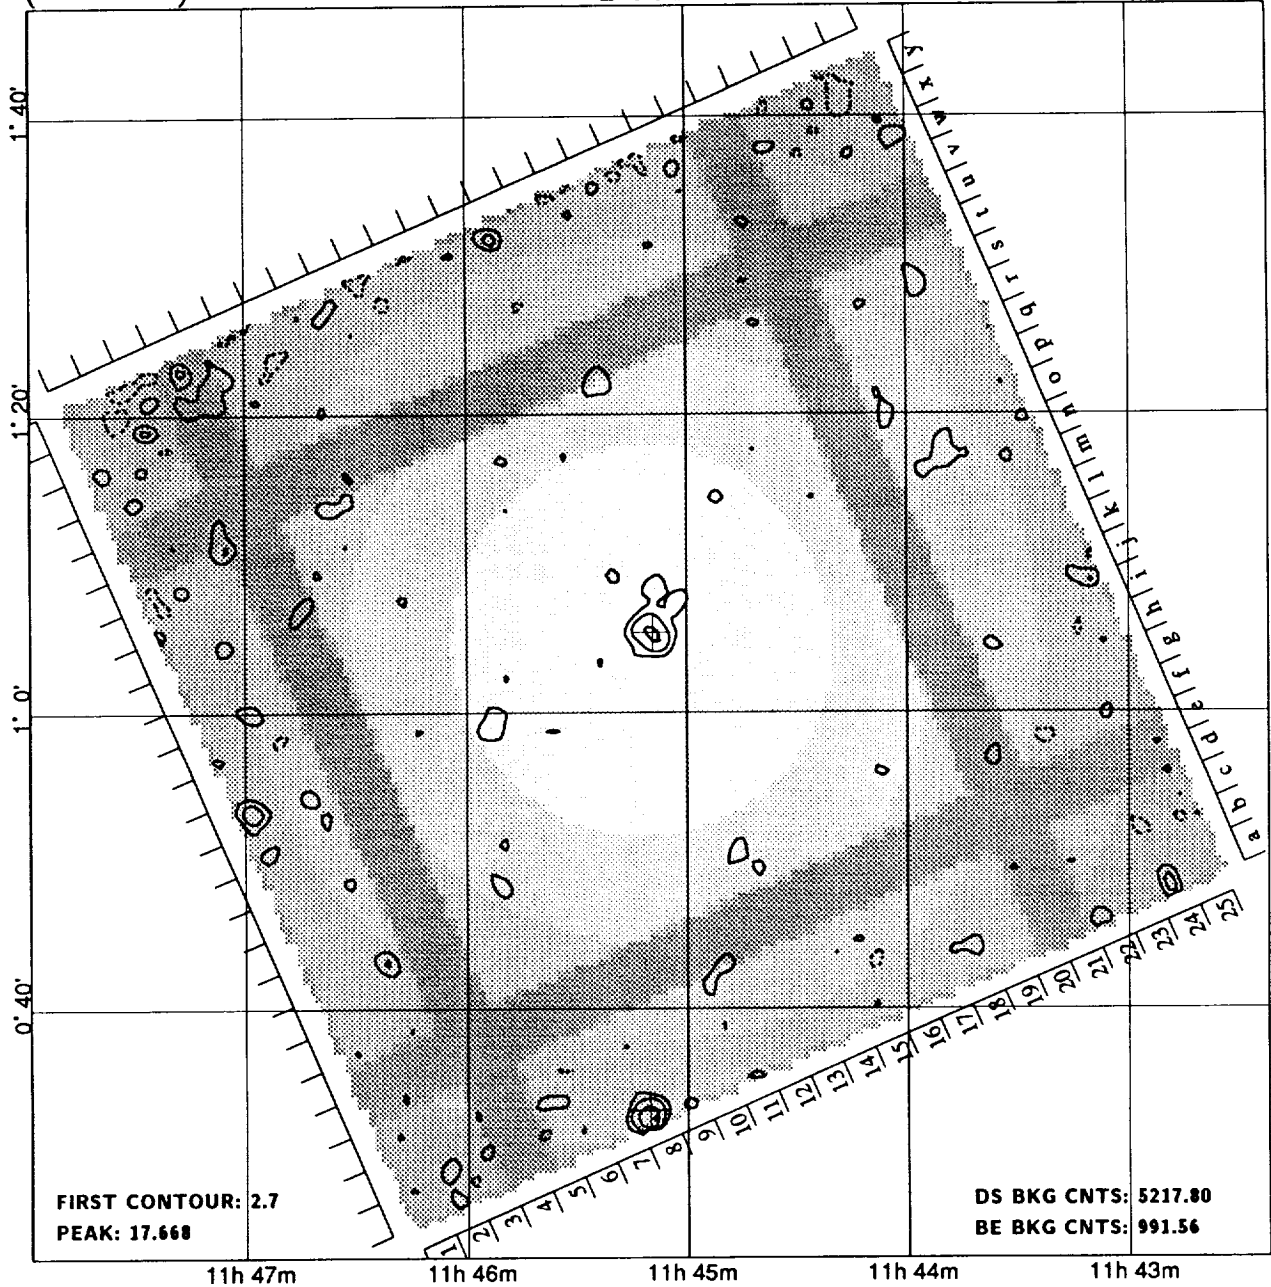 1° 40'
1° 20'
1° 0'
0° 40'
y
x
w
v
u
t
s
r
q
p
o
n
m
l
k
j
i
h
g
f
e
d
c
b
a
25
24
23
22
21
20
19
18
17
16
15
14
13
12
11
10
9
8
7
6
5
4
3
2
1
FIRST CONTOUR: 2.7
PEAK: 17.668
DS BKG CNTS: 5217.80
BE BKG CNTS: 991.56
11h 47m 11h 46m 11h 45m 11h 44m 11h 43m